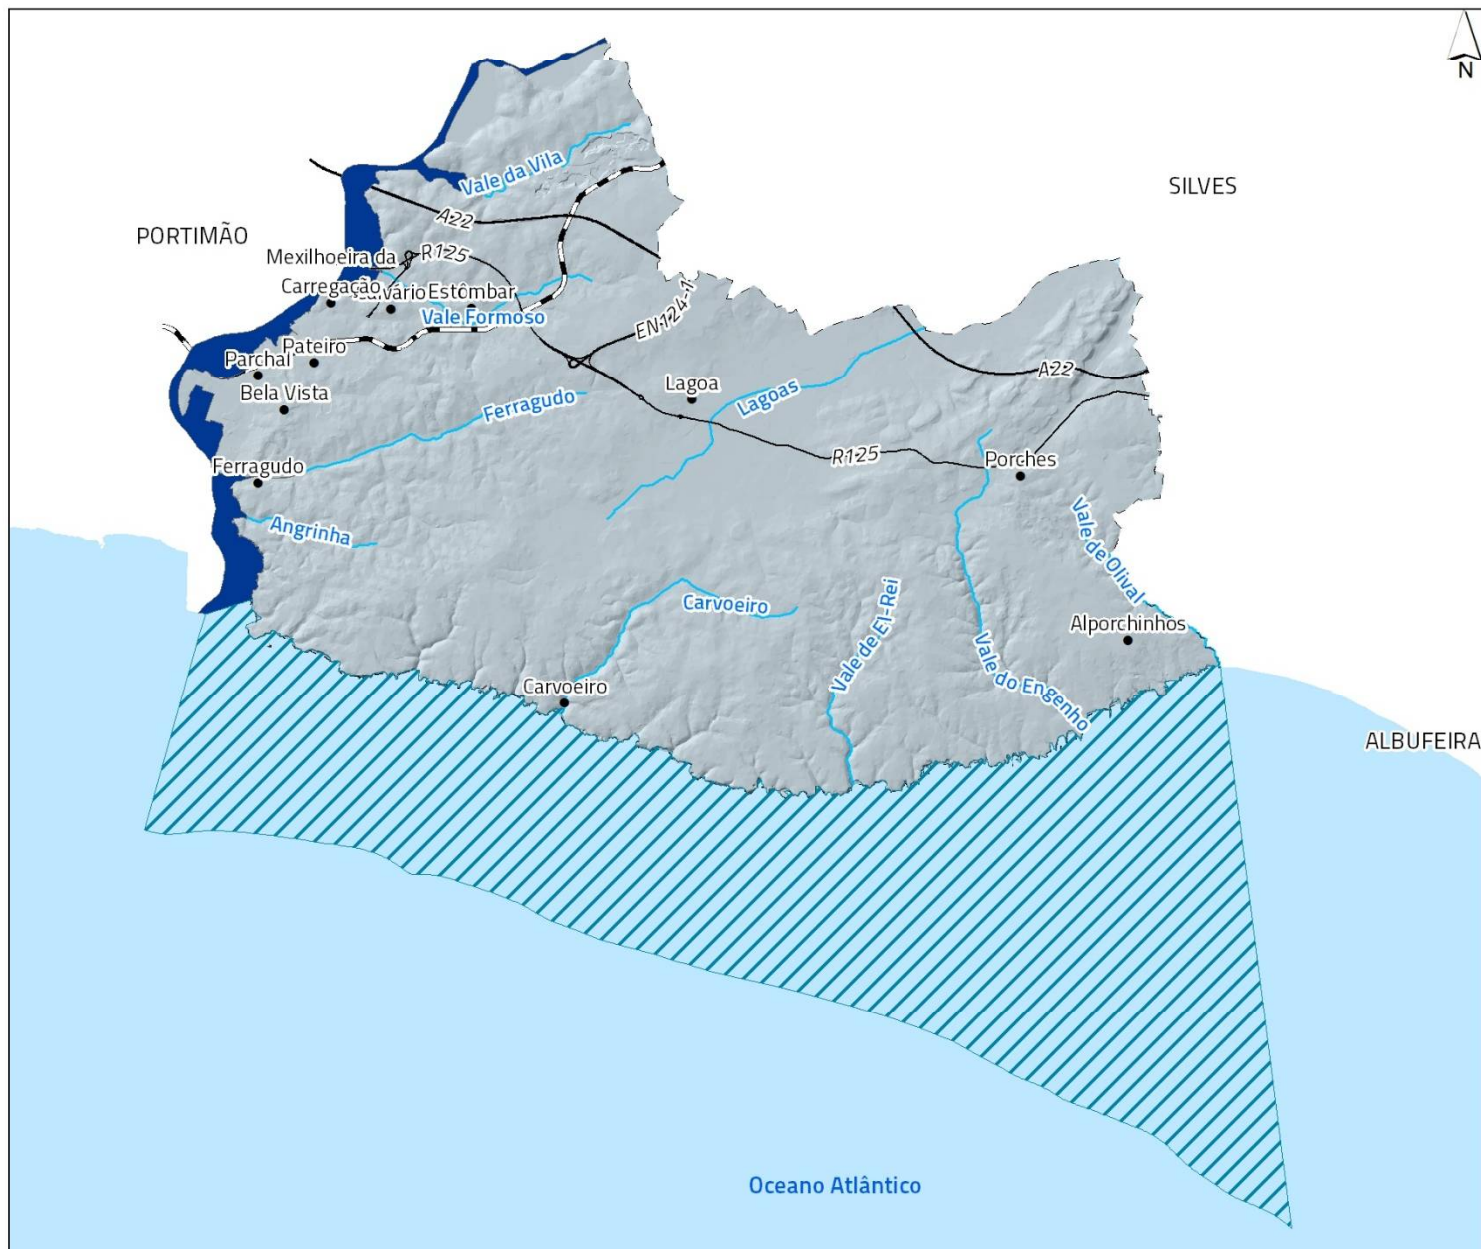 N
SILVES
Vale da Vila
A22
PORTIMÃO
Mexilhoeira da
Carregação
R125
Calvário
Estômbar
Vale Formoso
EN124-1
Pateiro
Parchal
Bela Vista
A22
Lagoa
Lagoas
Ferragudo
R125
Porches
Ferragudo
Angrinha
Vale de Olival
Carvoeiro
Vale de El-Rei
Alporchinhos
Vale do Engenho
Carvoeiro
ALBUFEIRA
Oceano Atlântico